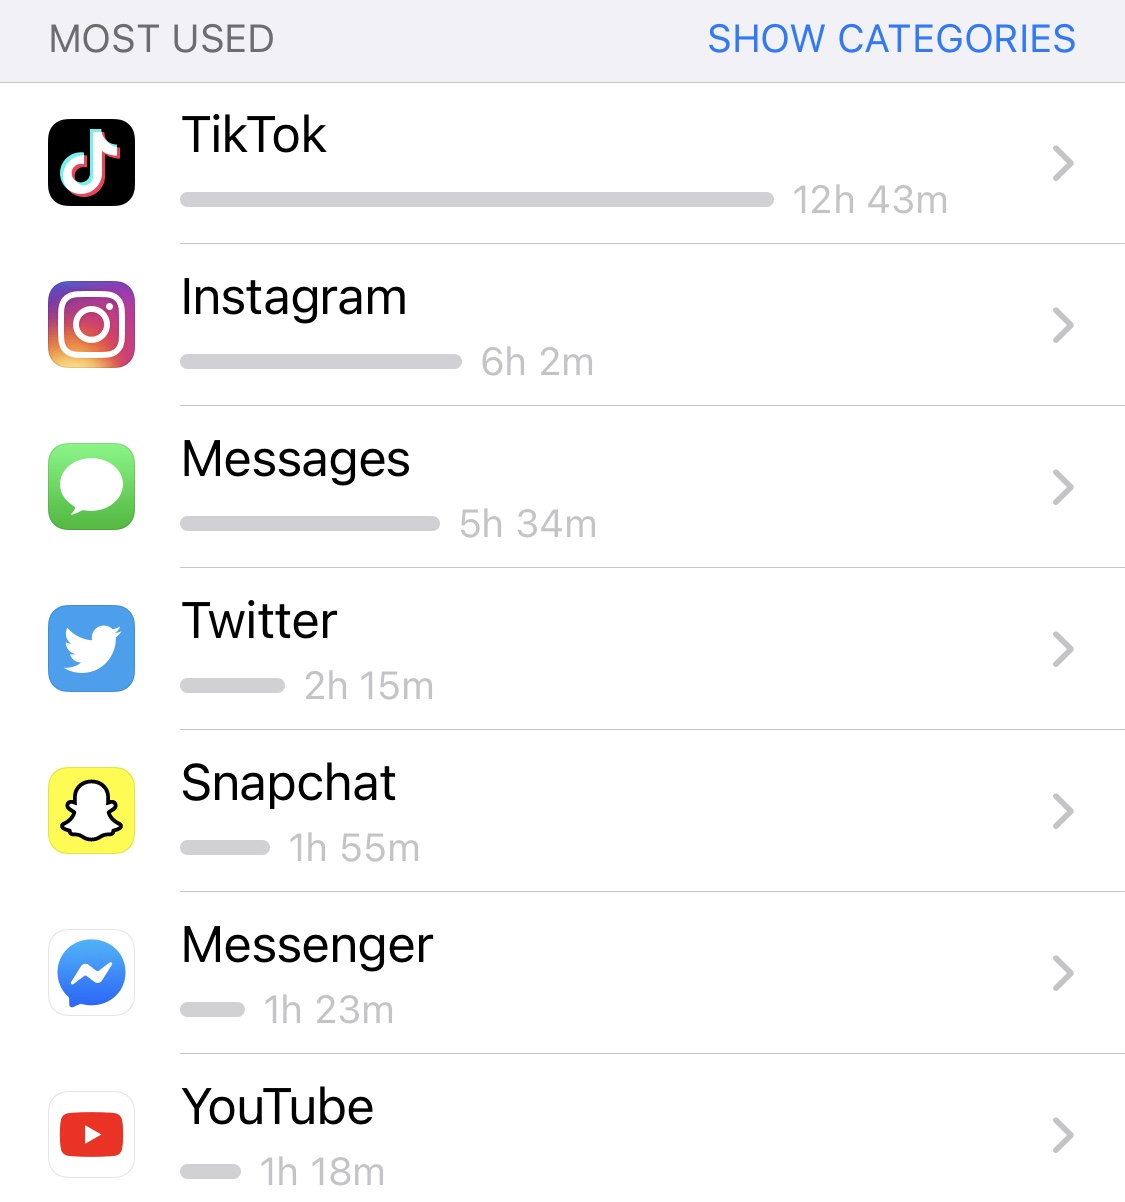 MOST USED SHOW CATEGORIES
TikTok
12h 43m
Instagram
6h 2m
Messages
5h 34m
Twitter
2h 15m
Snapchat
1h 55m
Messenger
1h 23m
YouTube
1h 18m